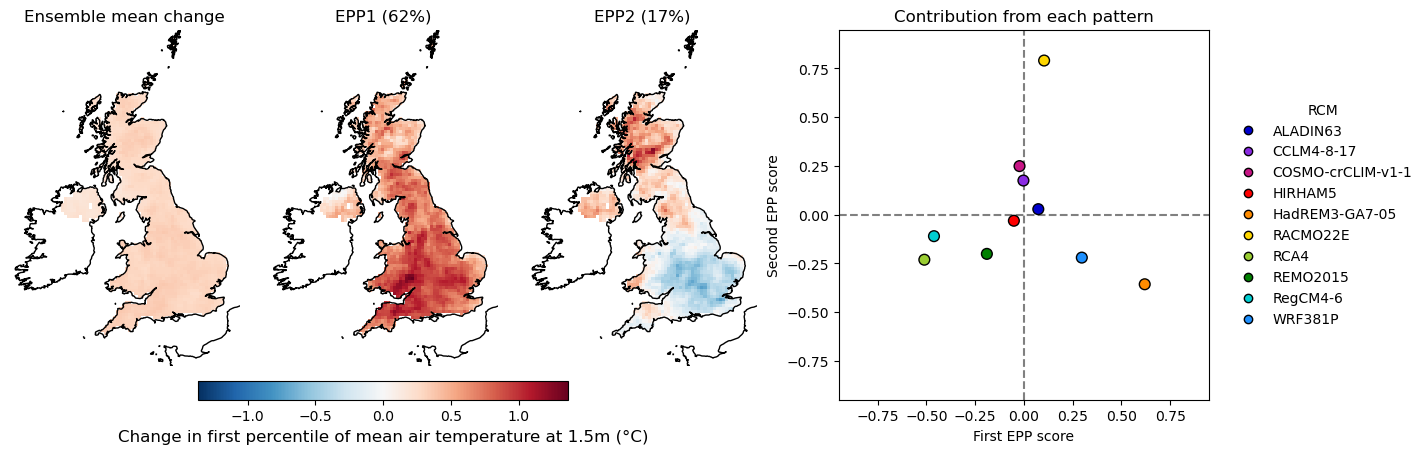 Ensemble mean change
EPP1 (62%)
EPP2 (17%)
−1.0 −0.5 0.0 0.5 1.0
Change in first percentile of mean air temperature at 1.5m (°C)
Contribution from each pattern
Second EPP score
0.75
0.50
0.25
0.00
−0.25
−0.50
−0.75
−0.75 −0.50 −0.25 0.00 0.25 0.50 0.75
First EPP score
RCM
ALADIN63
CCLM4-8-17
COSMO-crCLIM-v1-1
HIRHAM5
HadREM3-GA7-05
RACMO22E
RCA4
REMO2015
RegCM4-6
WRF381P